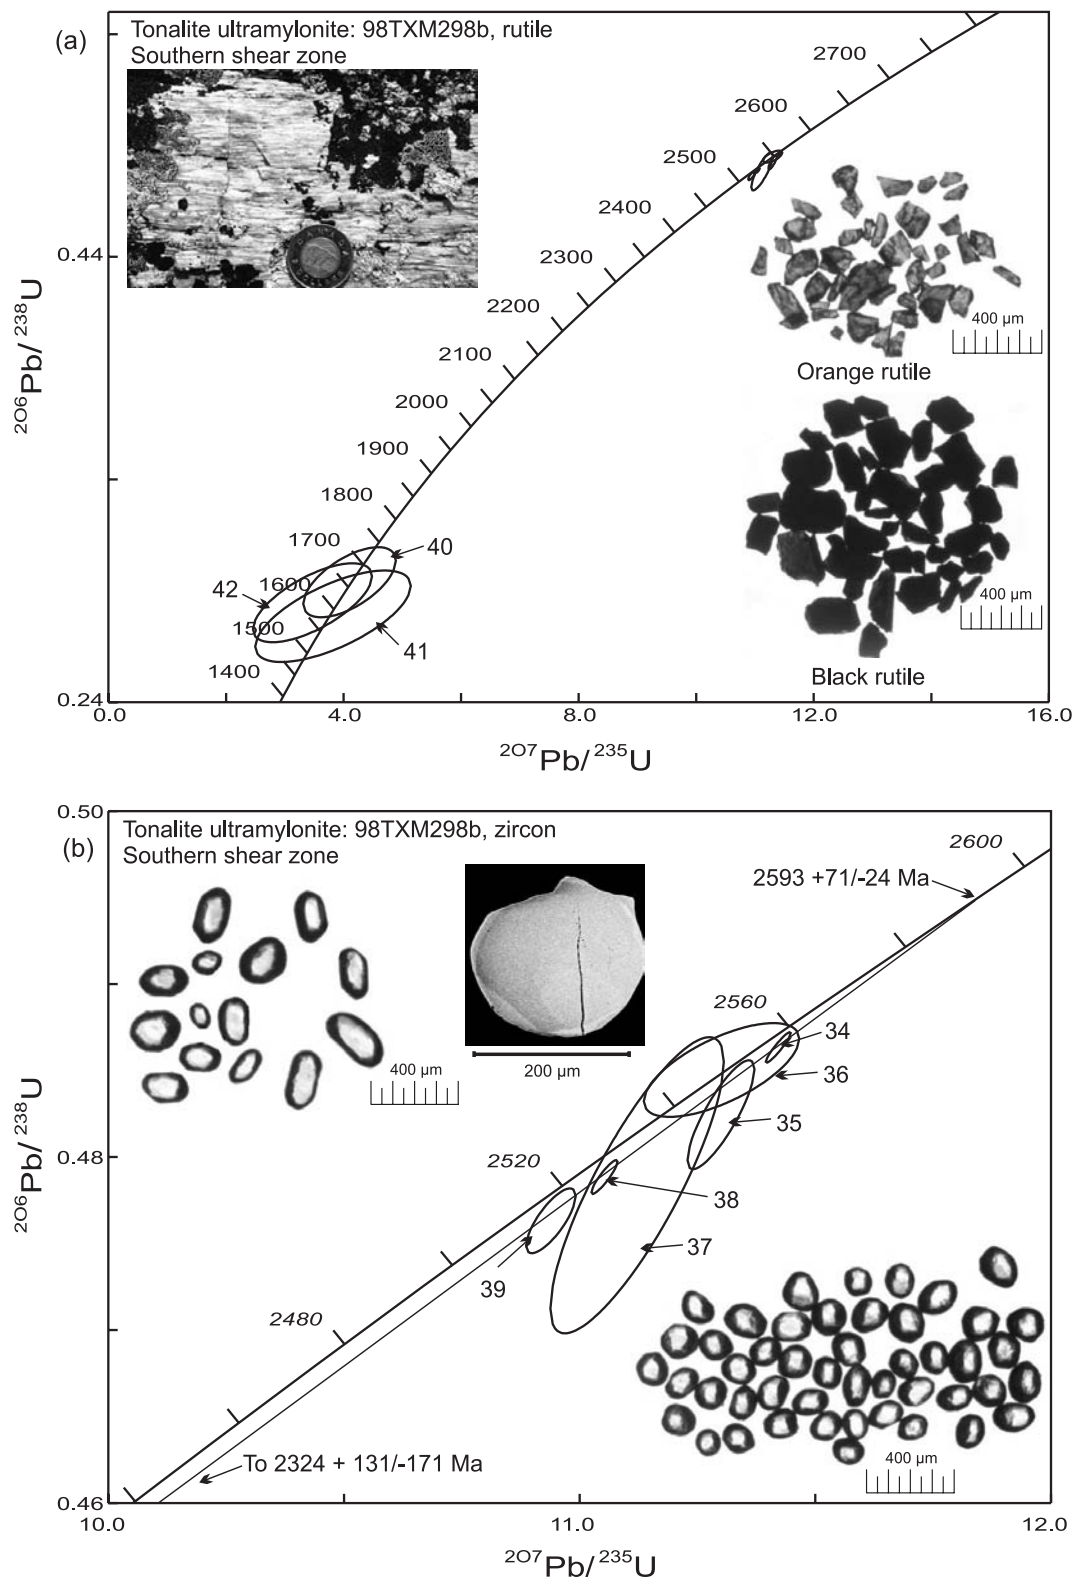 (a)
Tonalite ultramylonite: 98TXM298b, rutile
Southern shear zone
2700
2600
2500
2400
2300
2200
2100
2000
1900
1800
1700
1600
1500
1400
40
42
41
400 µm
Orange rutile
400 µm
Black rutile
0.44
0.24
206Pb/238U
0.0
4.0
8.0
12.0
16.0
207Pb/235U
(b)
Tonalite ultramylonite: 98TXM298b, zircon
Southern shear zone
0.50
0.48
0.46
206Pb/238U
2600
2593 +71/-24 Ma
2560
2520
2480
34
36
35
38
37
39
400 µm
200 µm
400 µm
To 2324 + 131/-171 Ma
10.0
11.0
12.0
207Pb/235U